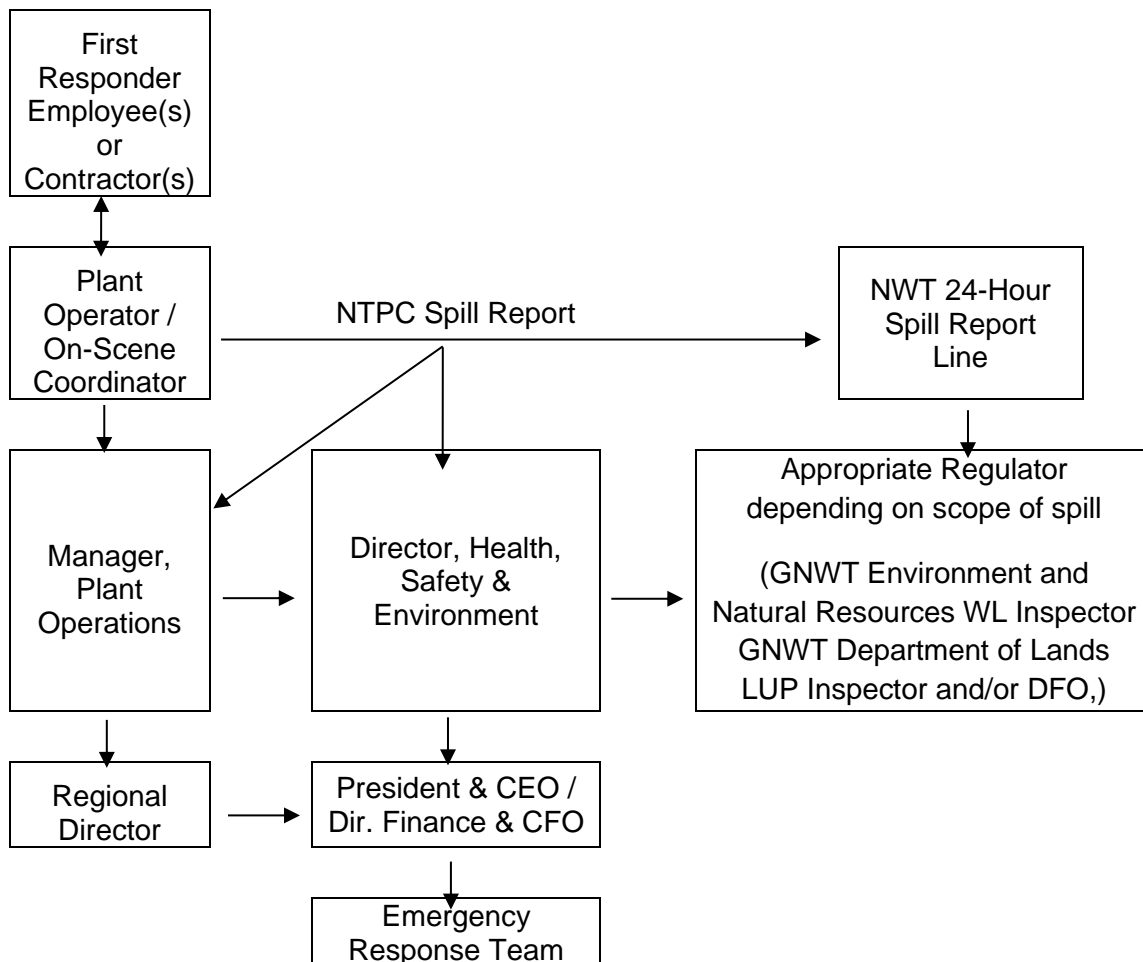 First
Responder
Employee(s)
or
Contractor(s)
Plant
Operator /
On-Scene
Coordinator
NTPC Spill Report
NWT 24-Hour
Spill Report
Line
Manager,
Plant
Operations
Director, Health,
Safety &
Environment
Appropriate Regulator
depending on scope of spill
(GNWT Environment and
Natural Resources WL Inspector
GNWT Department of Lands
LUP Inspector and/or DFO,)
Regional
Director
President & CEO /
Dir. Finance & CFO
Emergency
Response Team